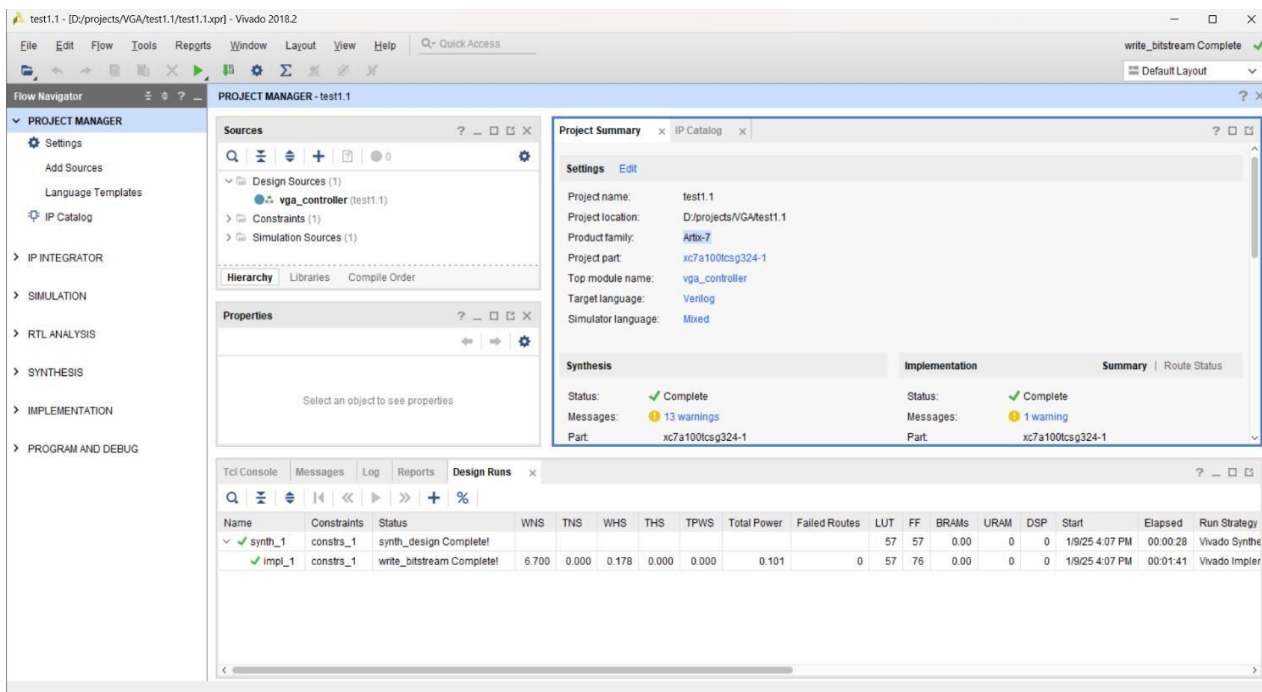 test1.1 - [D:/projects/VGA/test1.1/test1.1.xpr] - Vivado 2018.2
File Edit Flow Tools Reports Window Layout View Help Quick Access
write_bitstream Complete
Default Layout
Flow Navigator
PROJECT MANAGER
Settings
Add Sources
Language Templates
IP Catalog
IP INTEGRATOR
SIMULATION
RTL ANALYSIS
SYNTHESIS
IMPLEMENTATION
PROGRAM AND DEBUG
PROJECT MANAGER - test1.1
Sources
0
Design Sources (1)
vga_controller (test1.1)
Constraints (1)
Simulation Sources (1)
Hierarchy Libraries Compile Order
Properties
Select an object to see properties
Project Summary IP Catalog
Settings Edit
Project name: test1.1
Project location: D:/projects/VGA/test1.1
Product family: Artix-7
Project part: xc7a100tcsg324-1
Top module name: vga_controller
Target language: Verilog
Simulator language: Mixed
Synthesis
Status: Complete
Messages: 13 warnings
Part: xc7a100tcsg324-1
Implementation Summary | Route Status
Status: Complete
Messages: 1 warning
Part: xc7a100tcsg324-1
Tcl Console Messages Log Reports Design Runs
Name Constraints Status WNS TNS WHS THS TPWS Total Power Failed Routes LUT FF BRAMs URAM DSP Start Elapsed Run Strategy
synth_1 constrs_1 synth_design Complete! 57 57 0.00 0 0 1/9/25 4:07 PM 00:00:28 Vivado Synthe
impl_1 constrs_1 write_bitstream Complete! 6.700 0.000 0.178 0.000 0.000 0.101 0 57 76 0.00 0 0 1/9/25 4:07 PM 00:01:41 Vivado Impler